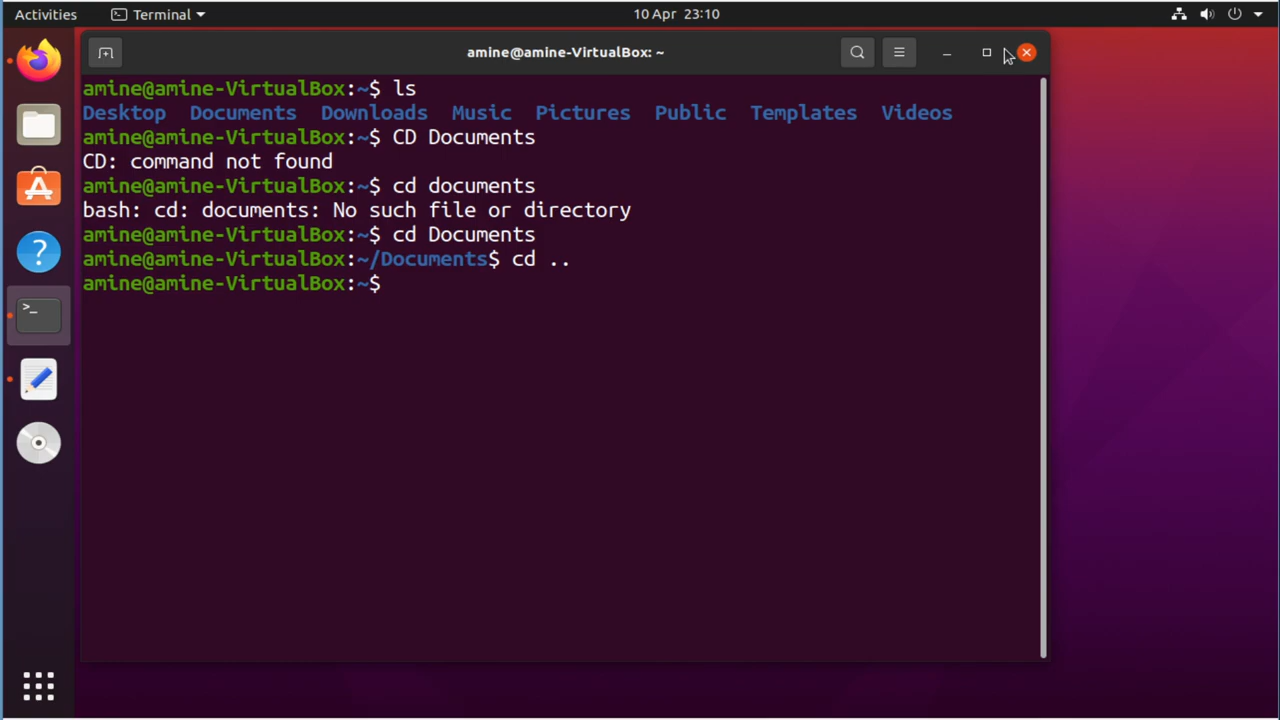 Activities Terminal 10 Apr 23:10
amine@amine-VirtualBox: ~
amine@amine-VirtualBox:~$ ls
Desktop Documents Downloads Music Pictures Public Templates Videos
amine@amine-VirtualBox:~$ CD Documents
CD: command not found
amine@amine-VirtualBox:~$ cd documents
bash: cd: documents: No such file or directory
amine@amine-VirtualBox:~$ cd Documents
amine@amine-VirtualBox:~/Documents$ cd ..
amine@amine-VirtualBox:~$